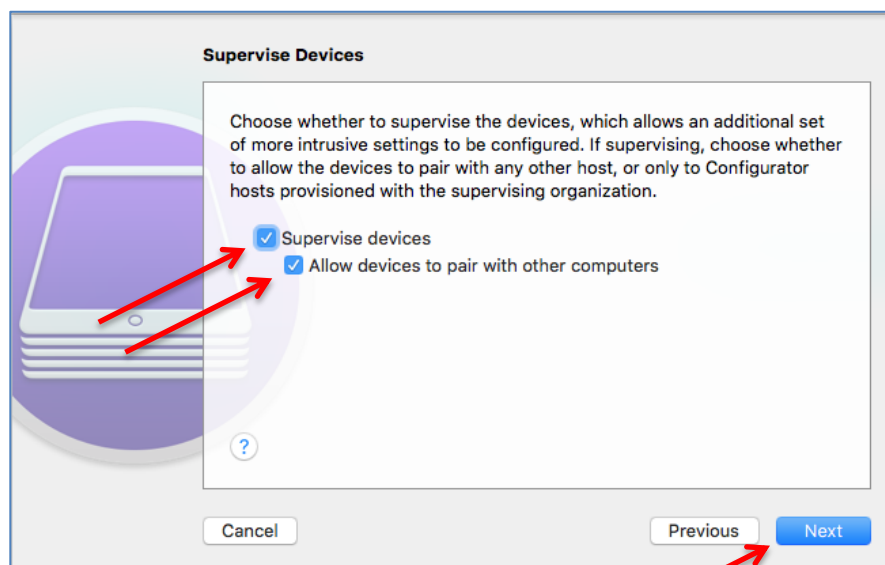 Supervise Devices
Choose whether to supervise the devices, which allows an additional set
of more intrusive settings to be configured. If supervising, choose whether
to allow the devices to pair with any other host, or only to Configurator
hosts provisioned with the supervising organization.
Supervise devices
Allow devices to pair with other computers
?
Cancel Previous Next